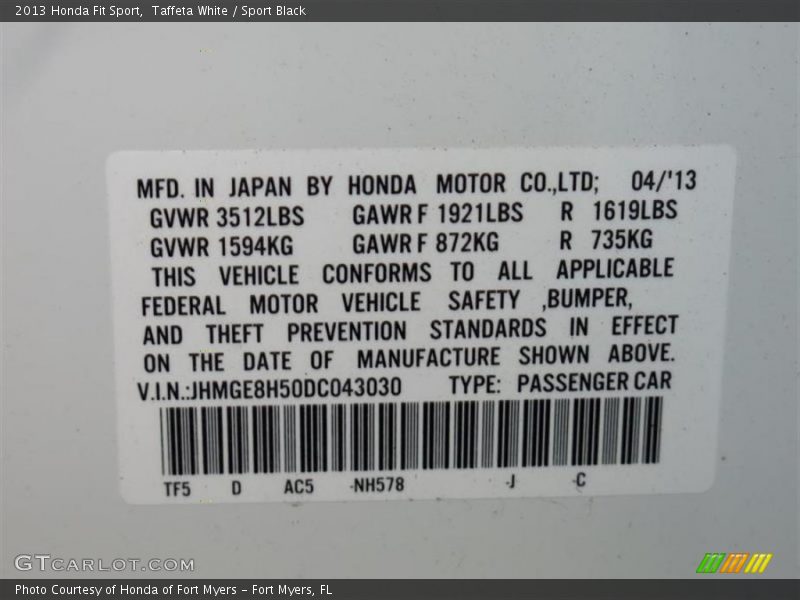 2013 Honda Fit Sport,  Taffeta White / Sport Black
MFD. IN JAPAN BY HONDA MOTOR CO.,LTD; 04/'13
GVWR 3512LBS GAWR F 1921LBS R 1619LBS
GVWR 1594KG GAWR F 872KG R 735KG
THIS VEHICLE CONFORMS TO ALL APPLICABLE
FEDERAL MOTOR VEHICLE SAFETY ,BUMPER,
AND THEFT PREVENTION STANDARDS IN EFFECT
ON THE DATE OF MANUFACTURE SHOWN ABOVE.
V.I.N.:JHMGE8H50DC043030 TYPE: PASSENGER CAR
TF5 D AC5 -NH578 -J -C
GTCARLOT.COM
Photo Courtesy of Honda of Fort Myers - Fort Myers, FL